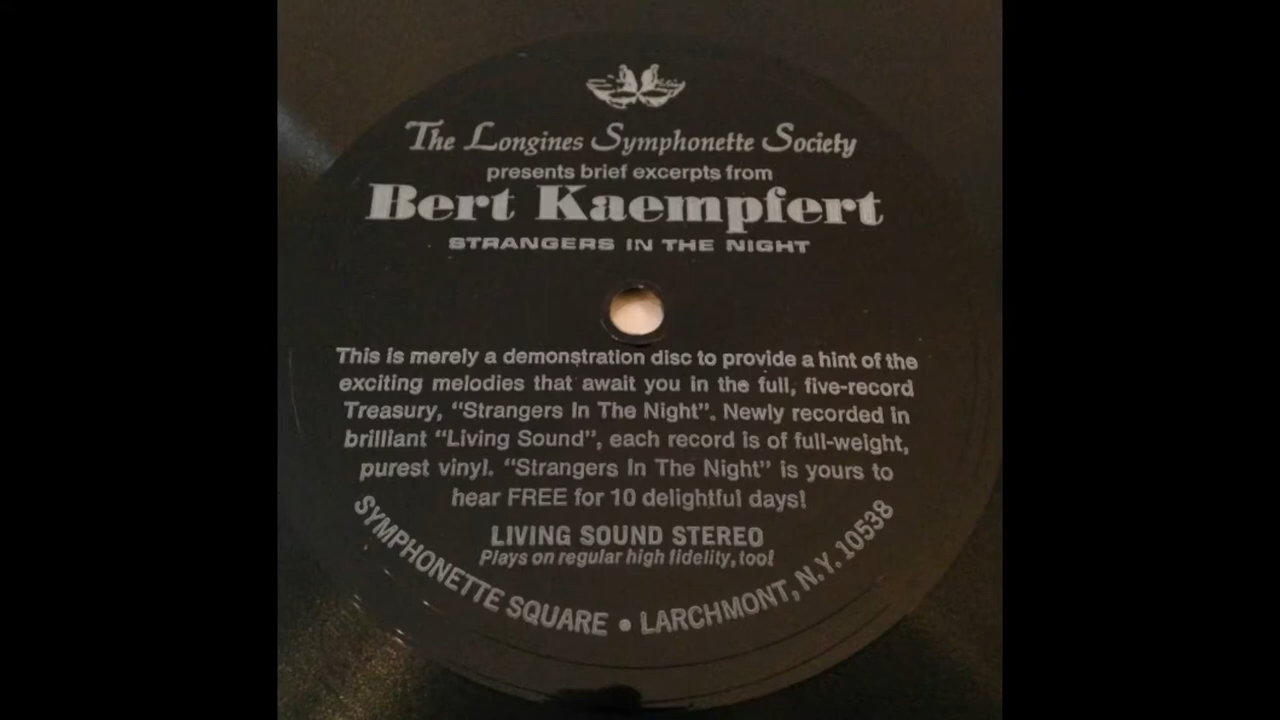 The Longines Symphonette Society
presents brief excerpts from
Bert Kaempfert
STRANGERS IN THE NIGHT
This is merely a demonstration disc to provide a hint of the
exciting melodies that await you in the full, five-record
Treasury, “Strangers In The Night”. Newly recorded in
brilliant “Living Sound”, each record is of full-weight,
purest vinyl. “Strangers In The Night” is yours to
hear FREE for 10 delightful days!
LIVING SOUND STEREO
Plays on regular high fidelity, too!
SYMPHONETTE SQUARE • LARCHMONT, N.Y. 10538